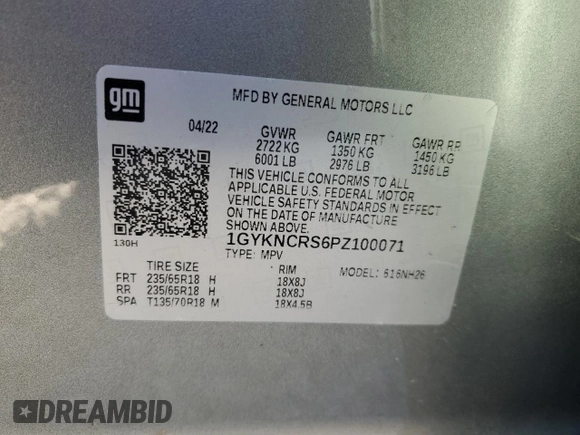 gm
MFD BY GENERAL MOTORS LLC
04/22 GVWR GAWR FRT GAWR RR
2722 KG 1350 KG 1450 KG
6001 LB 2976 LB 3196 LB
THIS VEHICLE CONFORMS TO ALL
APPLICABLE U.S. FEDERAL MOTOR
VEHICLE SAFETY STANDARDS IN EFFECT
ON THE DATE OF MANUFACTURE
SHOWN ABOVE.
130H 1GYKNCRS6PZ100071
TYPE: MPV MODEL: 616NH26
TIRE SIZE RIM
FRT 235/65R18 H 18X8J
RR 235/65R18 H 18X8J
SPA T135/70R18 M 18X4.5B
DREAMBID